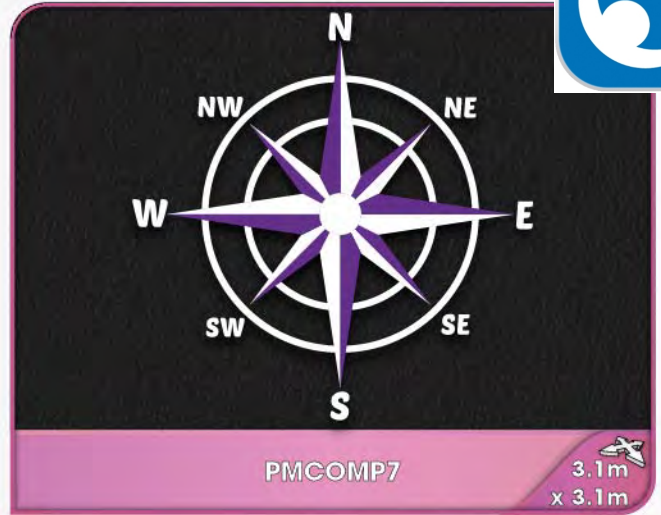 N
NW NE
W E
SW SE
S
PMCOMP7
3.1m
x 3.1m